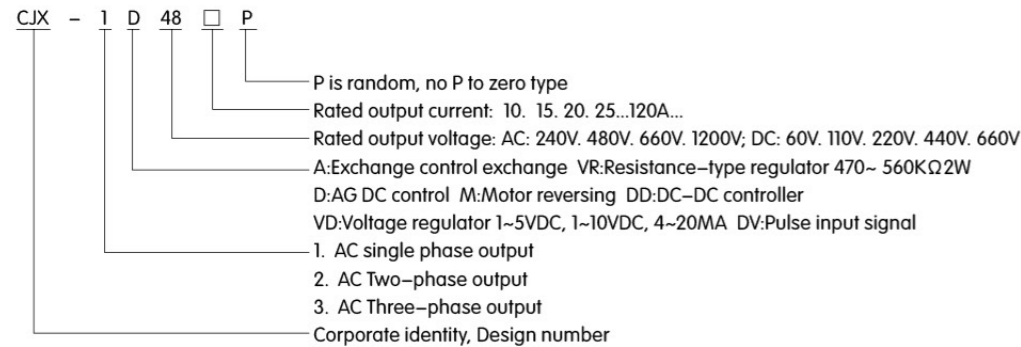 CJX – 1 D 48 □ P
P is random, no P to zero type
Rated output current: 10. 15. 20. 25...120A...
Rated output voltage: AC: 240V. 480V. 660V. 1200V; DC: 60V. 110V. 220V. 440V. 660V
A:Exchange control exchange VR:Resistance–type regulator 470~ 560KΩ2W
D:AG DC control M:Motor reversing DD:DC–DC controller
VD:Voltage regulator 1~5VDC, 1~10VDC, 4~20MA DV:Pulse input signal
1. AC single phase output
2. AC Two–phase output
3. AC Three–phase output
Corporate identity, Design number